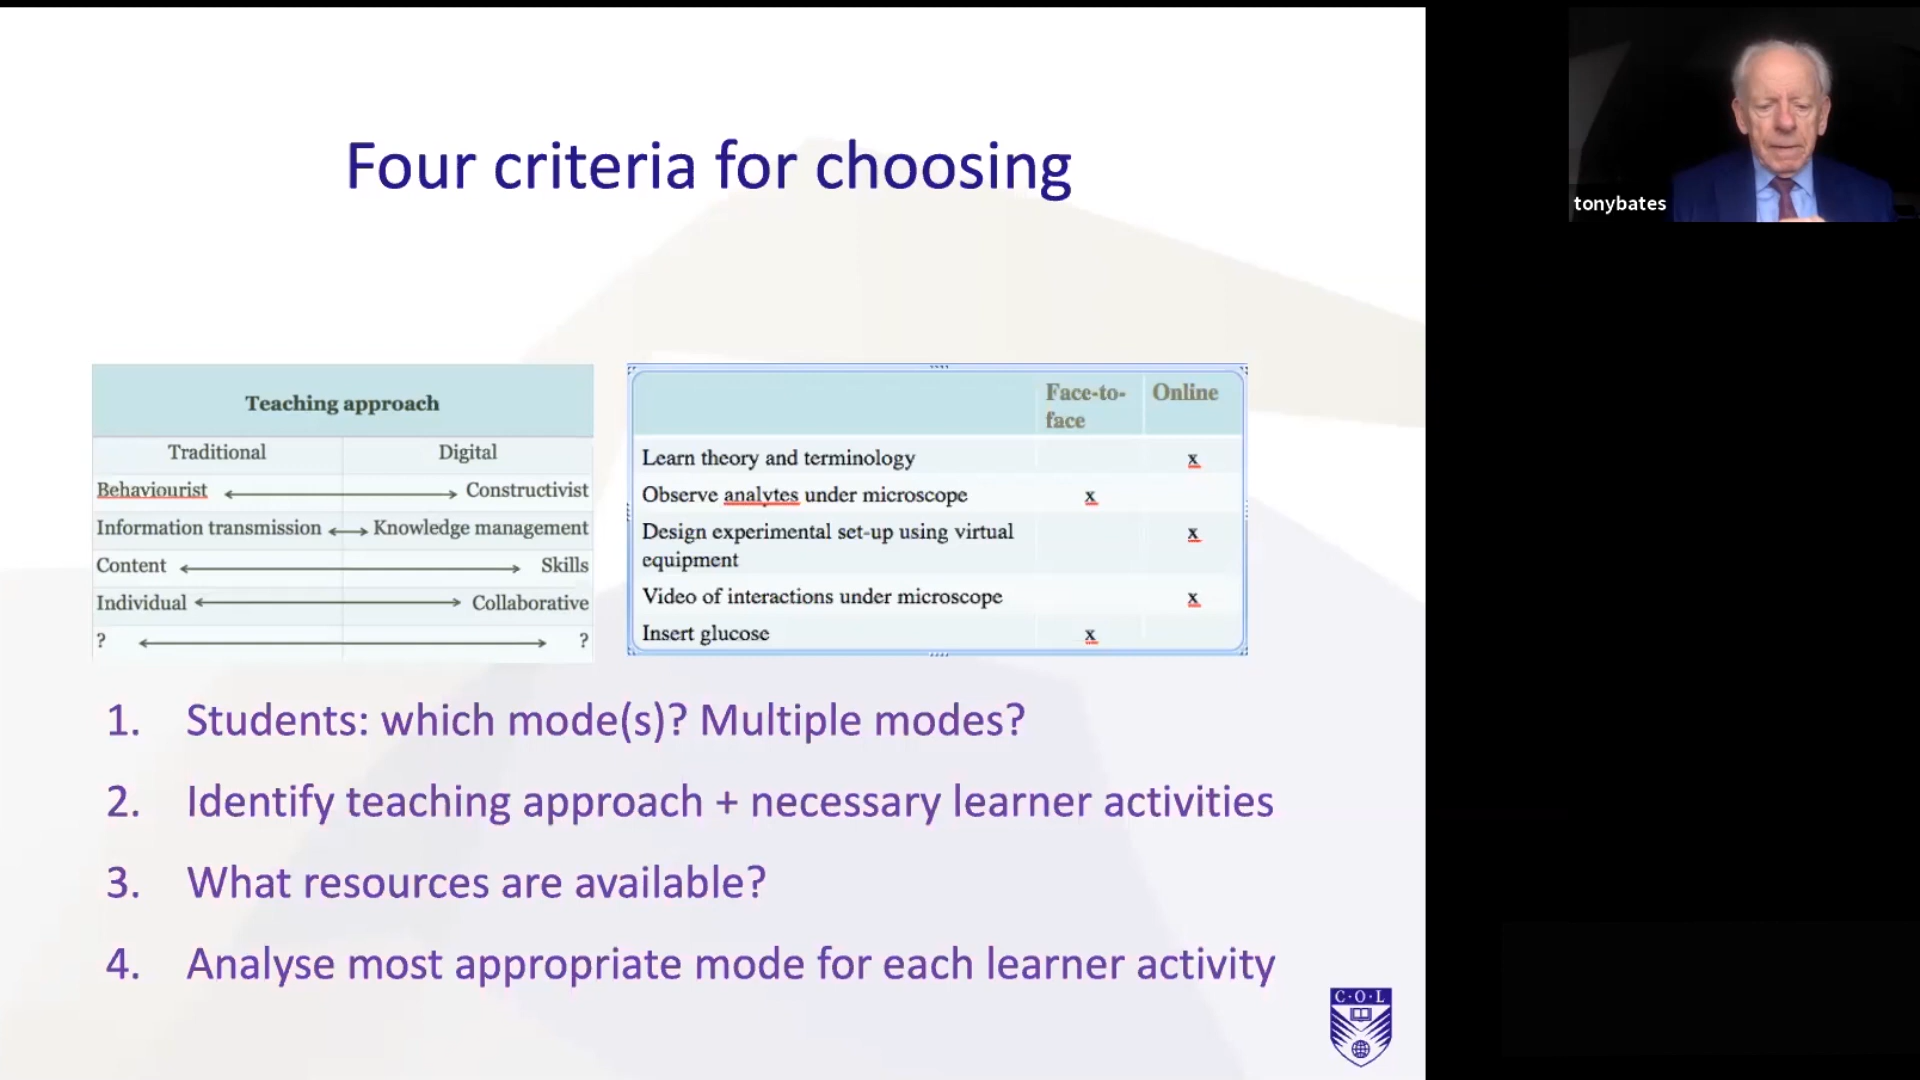 Four criteria for choosing
tonybates
Teaching approach
Traditional Digital
Behaviourist Constructivist
Information transmission Knowledge management
Content Skills
Individual Collaborative
? ?
Face-to- Online
face
Learn theory and terminology x
Observe analytes under microscope x
Design experimental set-up using virtual x
equipment
Video of interactions under microscope x
Insert glucose x
1. Students: which mode(s)? Multiple modes?
2. Identify teaching approach + necessary learner activities
3. What resources are available?
4. Analyse most appropriate mode for each learner activity
C·O·L